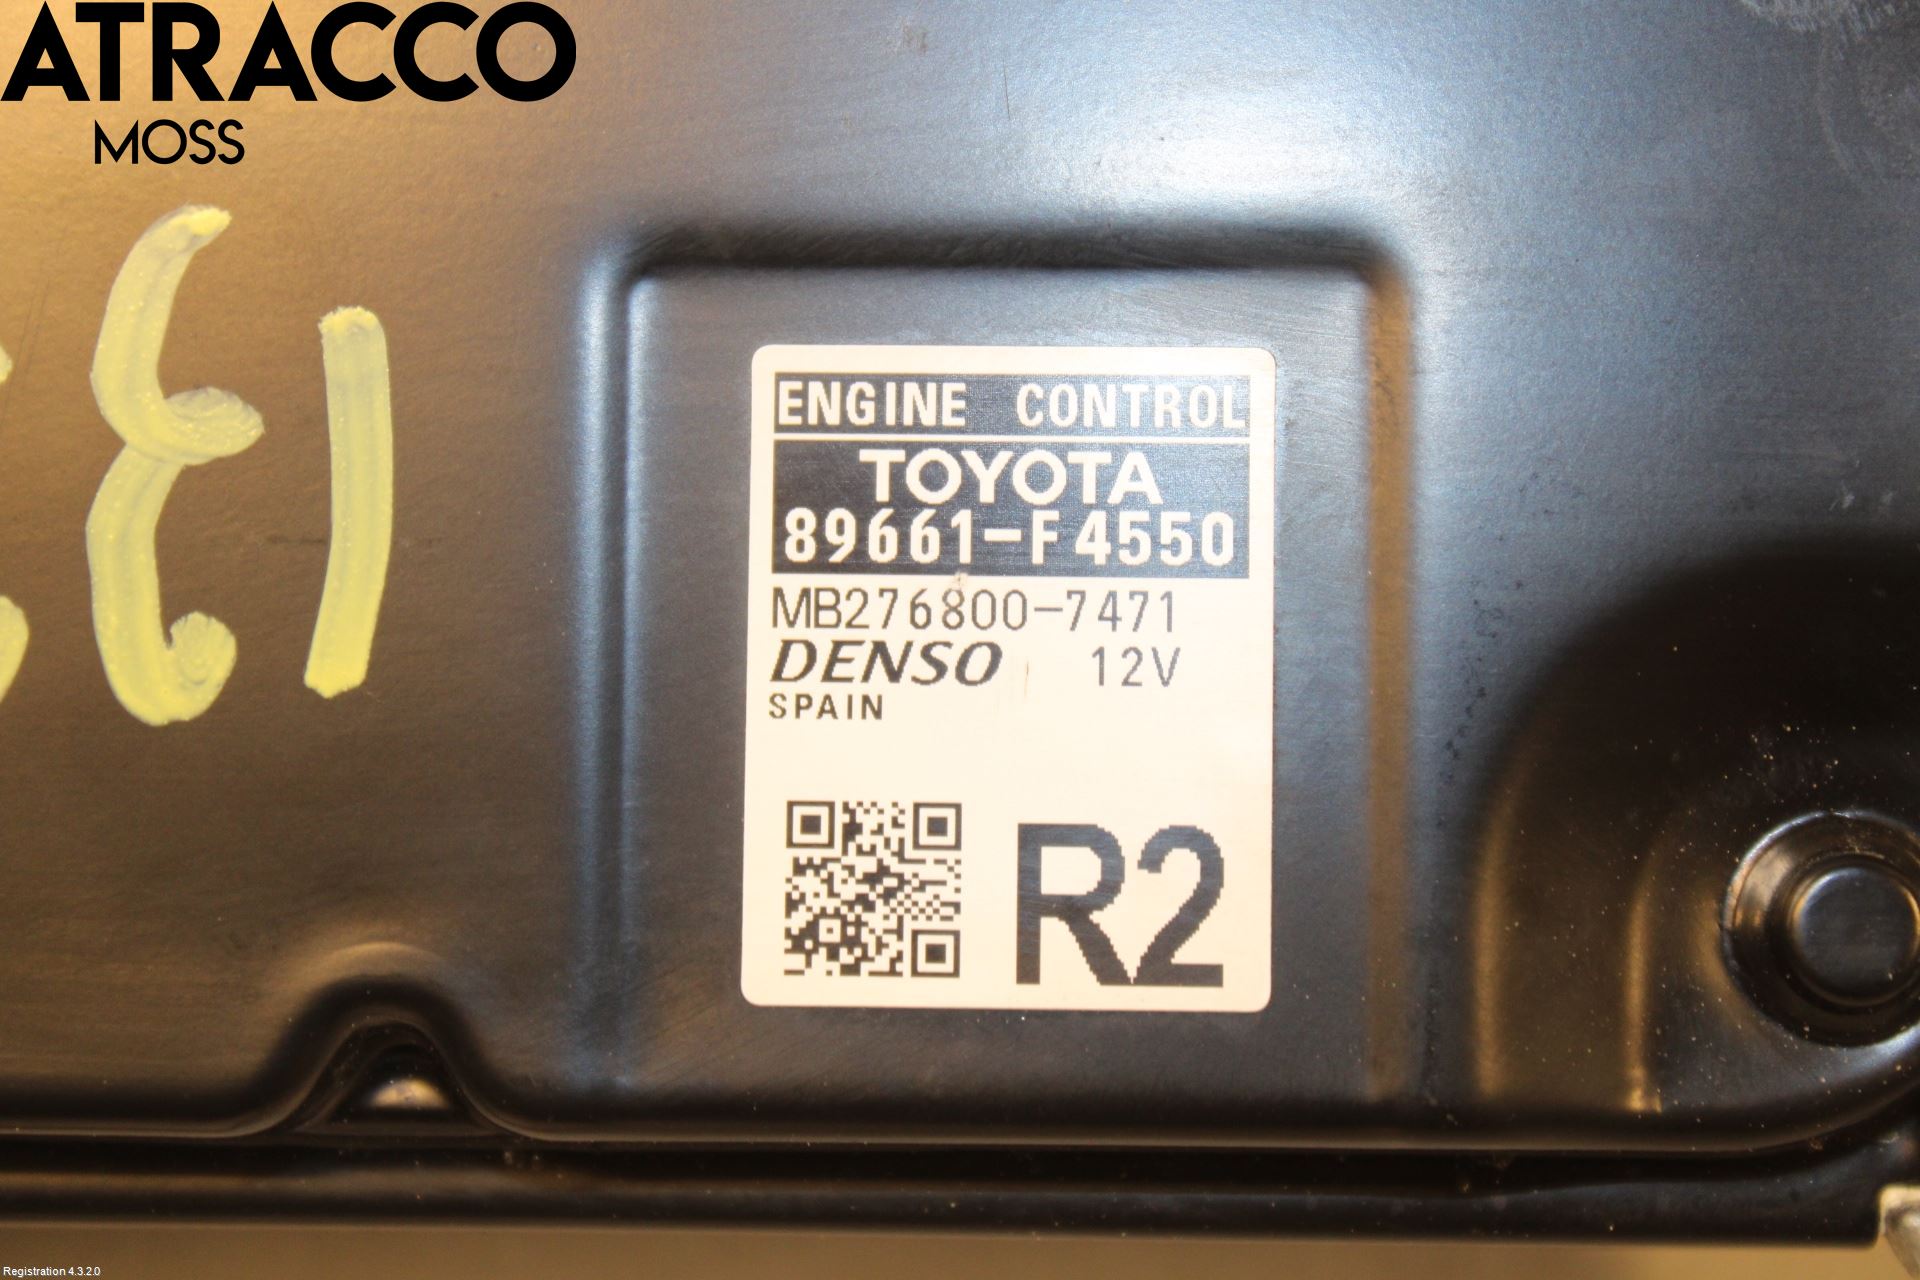 ATRACCO
MOSS
ENGINE CONTROL
TOYOTA
89661-F4550
MB276800-7471
DENSO 12V
SPAIN
R2
Registration 4.3.2.0